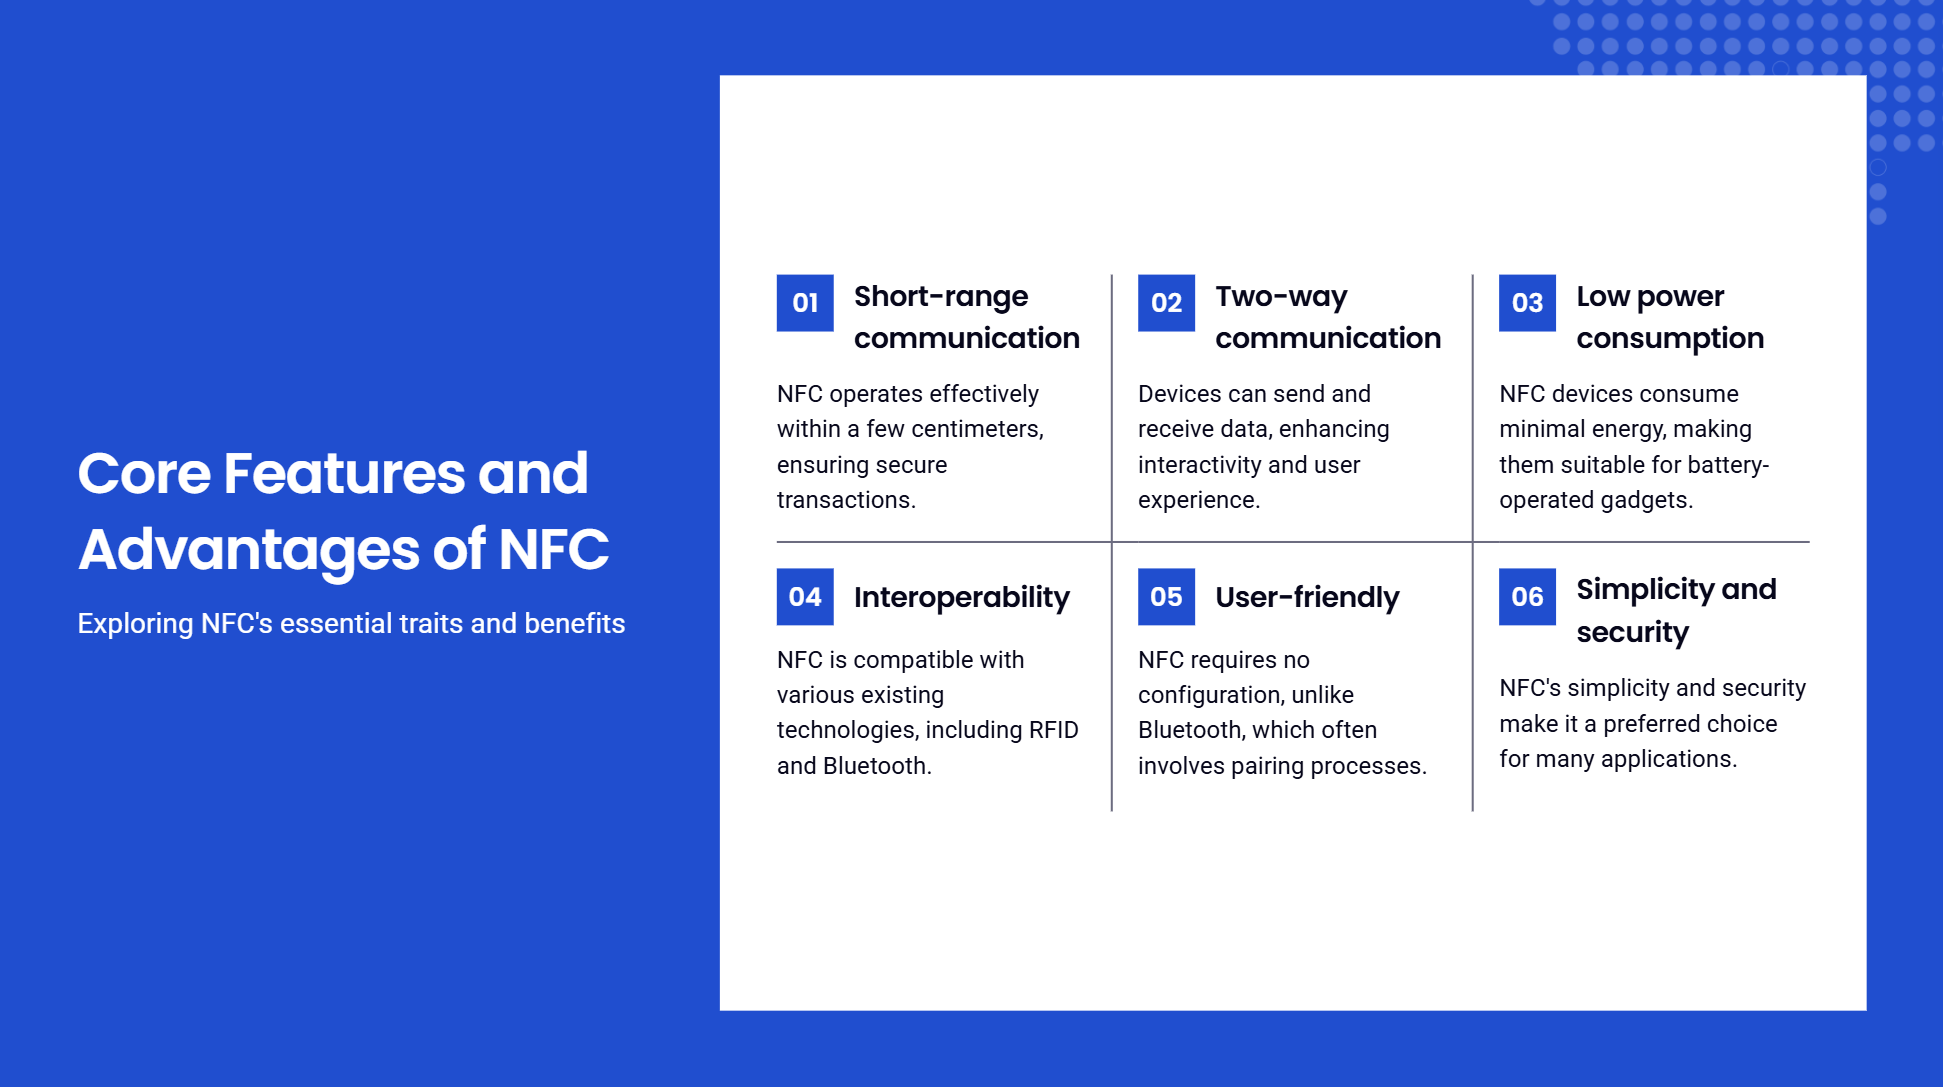 Core Features and
Advantages of NFC
Exploring NFC's essential traits and benefits
01
Short-range
communication
NFC operates effectively
within a few centimeters,
ensuring secure
transactions.
02
Two-way
communication
Devices can send and
receive data, enhancing
interactivity and user
experience.
03
Low power
consumption
NFC devices consume
minimal energy, making
them suitable for battery-
operated gadgets.
04
Interoperability
NFC is compatible with
various existing
technologies, including RFID
and Bluetooth.
05
User-friendly
NFC requires no
configuration, unlike
Bluetooth, which often
involves pairing processes.
06
Simplicity and
security
NFC's simplicity and security
make it a preferred choice
for many applications.